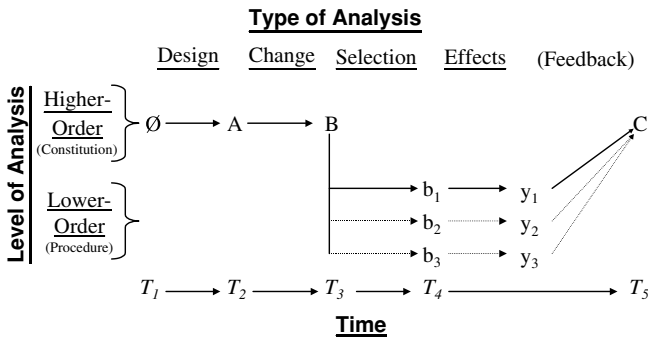 Type of Analysis
Design Change Selection Effects (Feedback)
Level of Analysis
Higher-
Order
(Constitution)
Ø A B C
Lower-
Order
(Procedure)
b1 y1
b2 y2
b3 y3
T1 T2 T3 T4 T5
Time